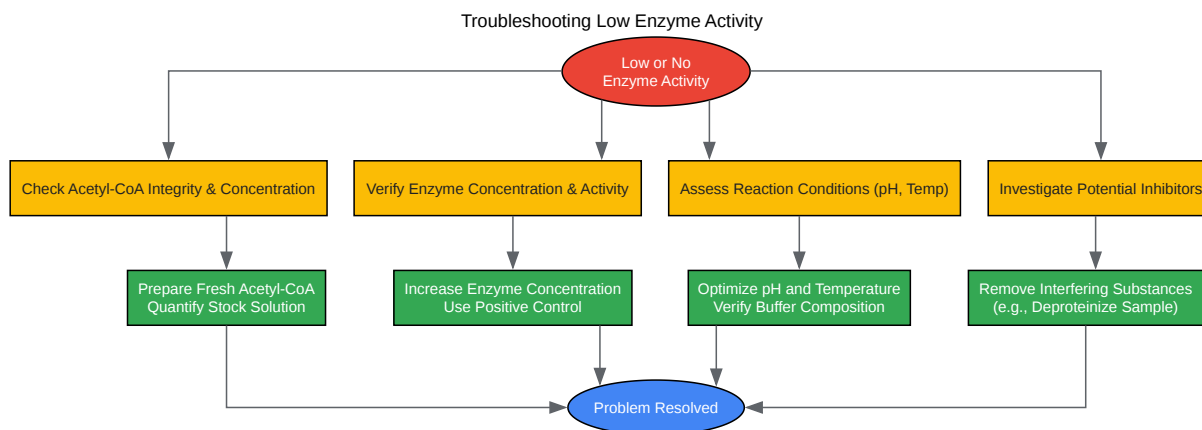 Troubleshooting Low Enzyme Activity
Low or No
Enzyme Activity
Check Acetyl-CoA Integrity & Concentration
Verify Enzyme Concentration & Activity
Assess Reaction Conditions (pH, Temp)
Investigate Potential Inhibitors
Prepare Fresh Acetyl-CoA
Quantify Stock Solution
Increase Enzyme Concentration
Use Positive Control
Optimize pH and Temperature
Verify Buffer Composition
Remove Interfering Substances
(e.g., Deproteinize Sample)
Problem Resolved